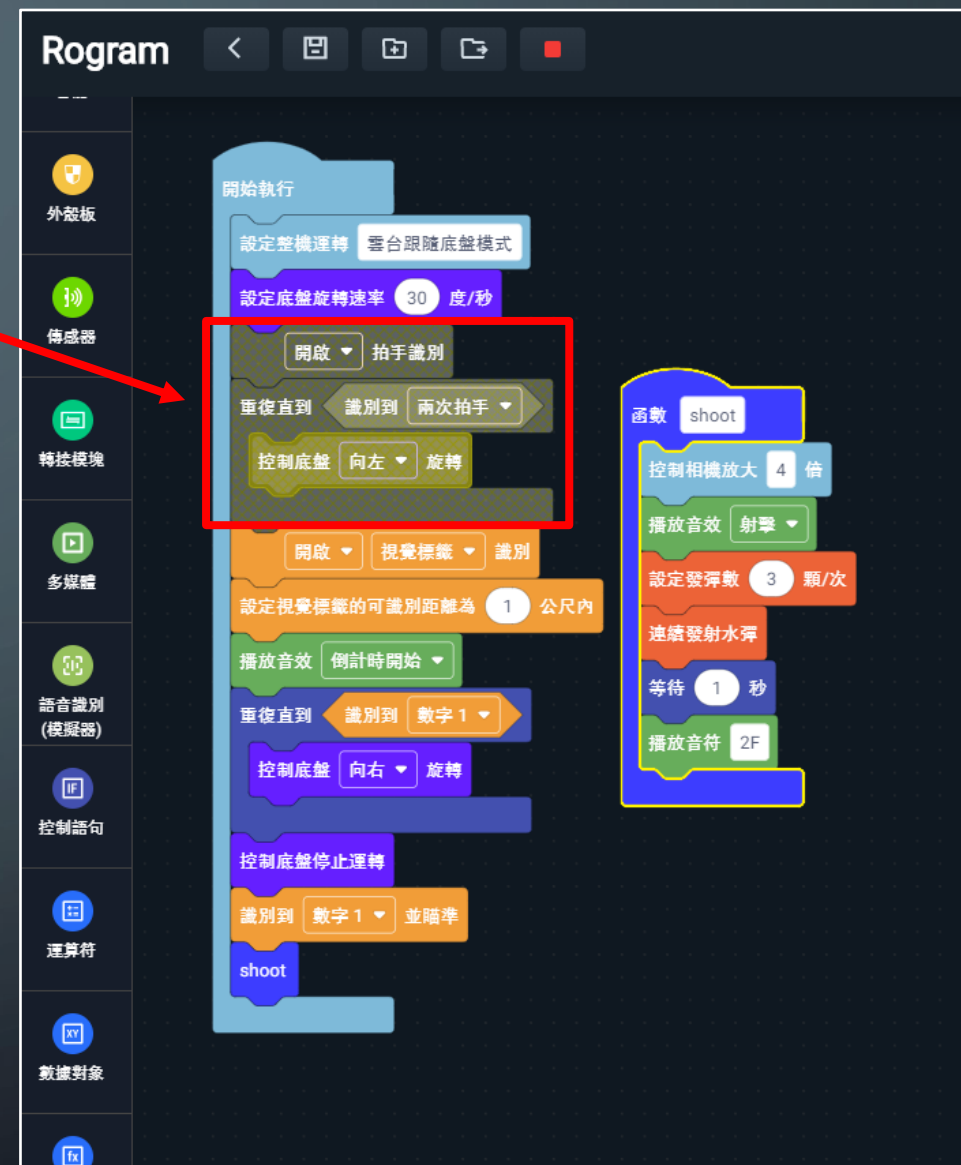 Rogram
外殼板
傳感器
轉接模塊
多媒體
語音識別
(模擬器)
IF
控制語句
運算符
XY
數據對象
fx
開始執行
設定整機運轉 雲台跟隨底盤模式
設定底盤旋轉速率 30 度/秒
開啟 拍手識別
重復直到 識別到 兩次拍手
控制底盤 向左 旋轉
開啟 視覺標籤 識別
設定視覺標籤的可識別距離為 1 公尺內
播放音效 倒計時開始
重復直到 識別到 數字 1
控制底盤 向右 旋轉
控制底盤停止運轉
識別到 數字 1 並瞄準
shoot
函數 shoot
控制相機放大 4 倍
播放音效 射擊
設定發彈數 3 顆/次
連續發射水彈
等待 1 秒
播放音符 2F